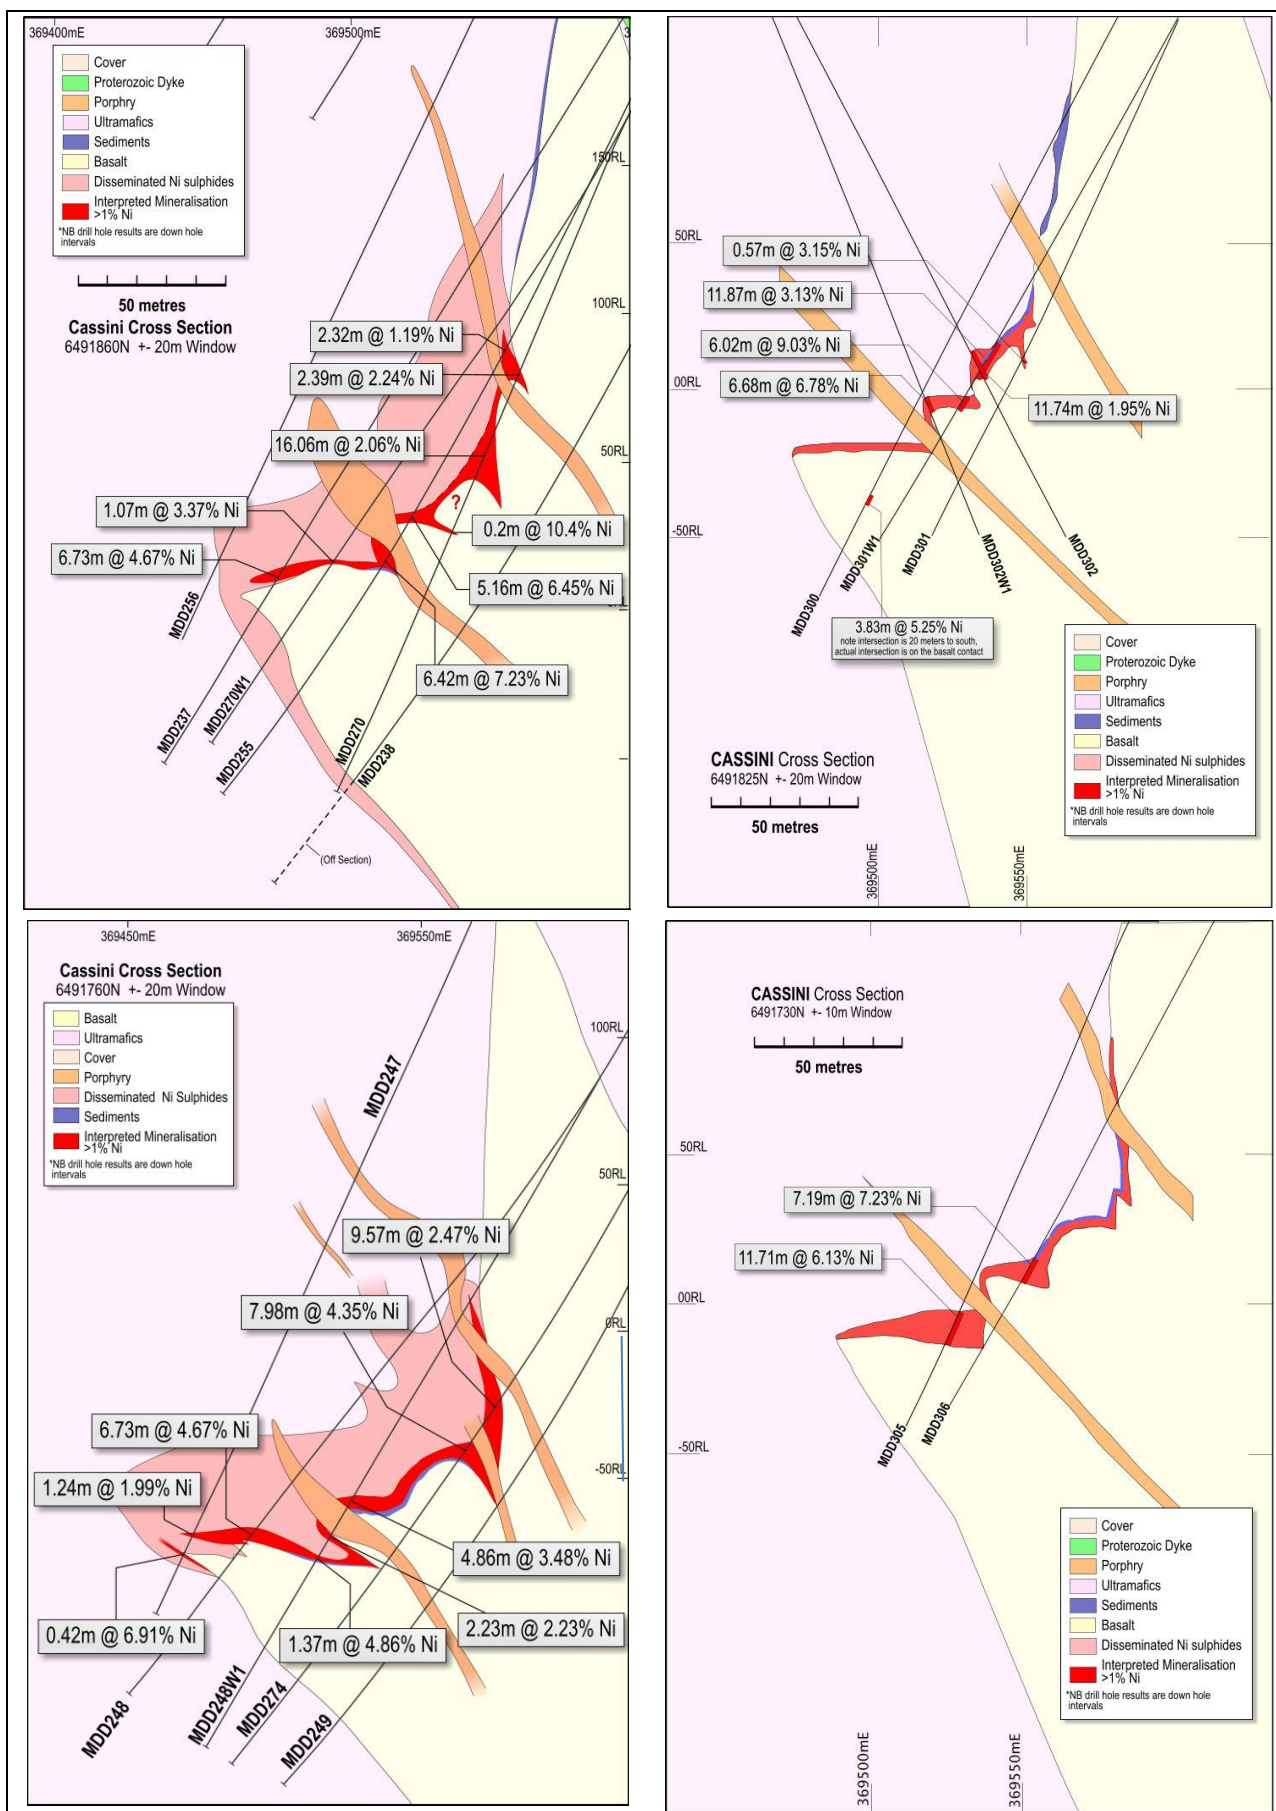 369400mE
369500mE
3
Cover
Proterozoic Dyke
Porphry
Ultramafics
Sediments
Basalt
Disseminated Ni sulphides
Interpreted Mineralisation
>1% Ni
*NB drill hole results are down hole
intervals
50 metres
Cassini Cross Section
6491860N +- 20m Window
150RL
100RL
50RL
2.32m @ 1.19% Ni
2.39m @ 2.24% Ni
16.06m @ 2.06% Ni
1.07m @ 3.37% Ni
6.73m @ 4.67% Ni
?
0.2m @ 10.4% Ni
5.16m @ 6.45% Ni
6.42m @ 7.23% Ni
MDD256
MDD237
MDD270W1
MDD255
MDD270
MDD238
(Off Section)
50RL
00RL
-50RL
0.57m @ 3.15% Ni
11.87m @ 3.13% Ni
6.02m @ 9.03% Ni
6.68m @ 6.78% Ni
11.74m @ 1.95% Ni
MDD300
MDD301W1
MDD301
MDD302W1
MDD302
3.83m @ 5.25% Ni
note intersection is 20 meters to south,
actual intersection is on the basalt contact
Cover
Proterozoic Dyke
Porphry
Ultramafics
Sediments
Basalt
Disseminated Ni sulphides
Interpreted Mineralisation
>1% Ni
*NB drill hole results are down hole
intervals
CASSINI Cross Section
6491825N +- 20m Window
50 metres
369500mE
369550mE
369450mE
369550mE
Cassini Cross Section
6491760N +- 20m Window
Basalt
Ultramafics
Cover
Porphyry
Disseminated Ni Sulphides
Sediments
Interpreted Mineralisation
>1% Ni
*NB drill hole results are down hole
intervals
100RL
50RL
0RL
-50RL
MDD247
9.57m @ 2.47% Ni
7.98m @ 4.35% Ni
6.73m @ 4.67% Ni
1.24m @ 1.99% Ni
4.86m @ 3.48% Ni
2.23m @ 2.23% Ni
0.42m @ 6.91% Ni
1.37m @ 4.86% Ni
MDD248
MDD248W1
MDD274
MDD249
CASSINI Cross Section
6491730N +- 10m Window
50 metres
50RL
00RL
-50RL
7.19m @ 7.23% Ni
11.71m @ 6.13% Ni
MDD305
MDD306
Cover
Proterozoic Dyke
Porphry
Ultramafics
Sediments
Basalt
Disseminated Ni sulphides
Interpreted Mineralisation
>1% Ni
*NB drill hole results are down hole
intervals
369500mE
369550mE